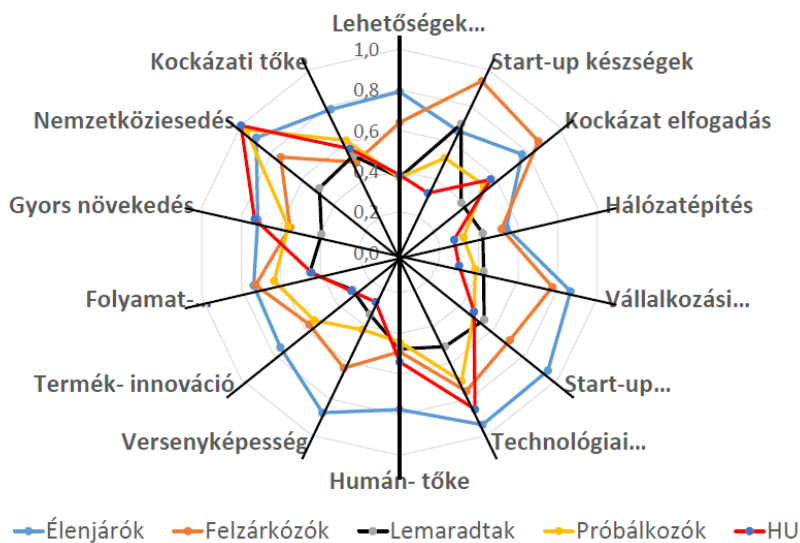 Lehetőségek...
Kockázati tőke
1,0
Start-up készségek
0,8
Nemzetköziesedés
0,6
Kockázat elfogadás
0,4
Gyors növekedés
0,2
Hálózatépítés
0,0
Folyamat-...
Vállalkozási...
Termék- innováció
Start-up...
Versenyképesség
Technológiai...
Humán- tőke
Élenjárók
Felzárkózók
Lemaradtak
Próbálkozók
HU